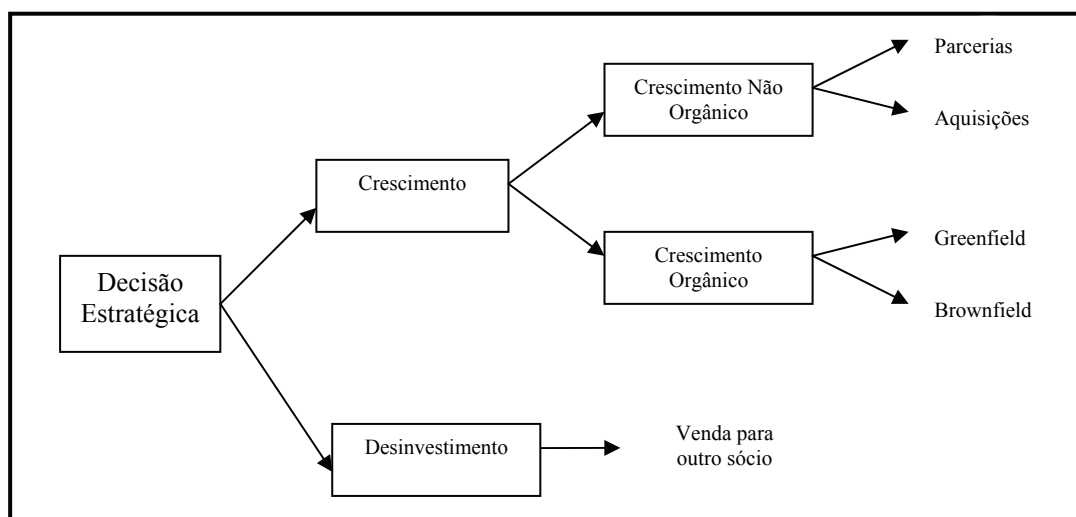 Parcerias
Crescimento Não
Orgânico
Aquisições
Crescimento
Greenfield
Crescimento
Orgânico
Decisão
Estratégica
Brownfield
Desinvestimento
Venda para
outro sócio